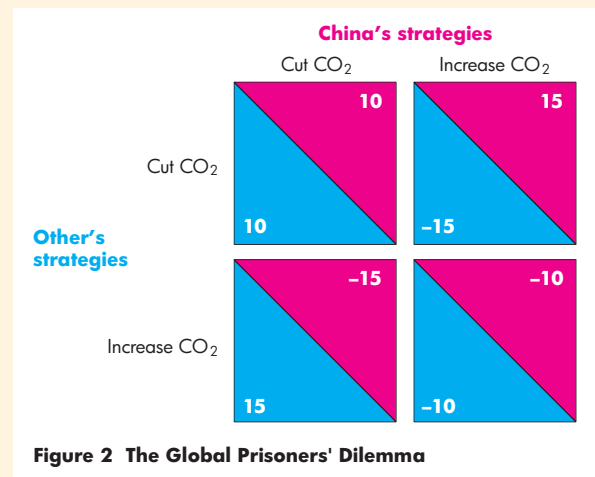 China's strategies
Cut CO2 Increase CO2
10 15
Cut CO2
10 –15
Other's
strategies
–15 –10
Increase CO2
15 –10
Figure 2 The Global Prisoners' Dilemma